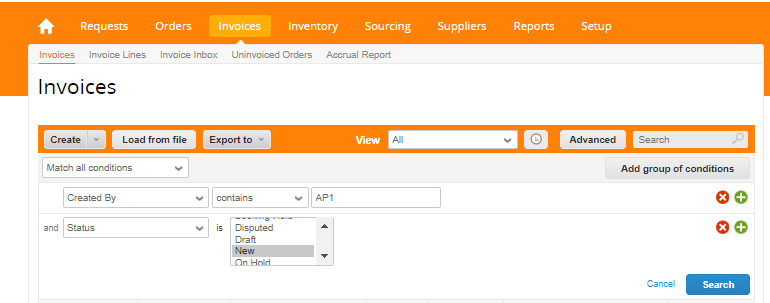 Requests Orders Invoices Inventory Sourcing Suppliers Reports Setup
Invoices Invoice Lines Invoice Inbox Uninvoiced Orders Accrual Report
Invoices
Create Load from file Export to View All Advanced Search
Match all conditions Add group of conditions
Created By contains AP1
and Status is
Disputed
Draft
New
On Hold
Cancel Search